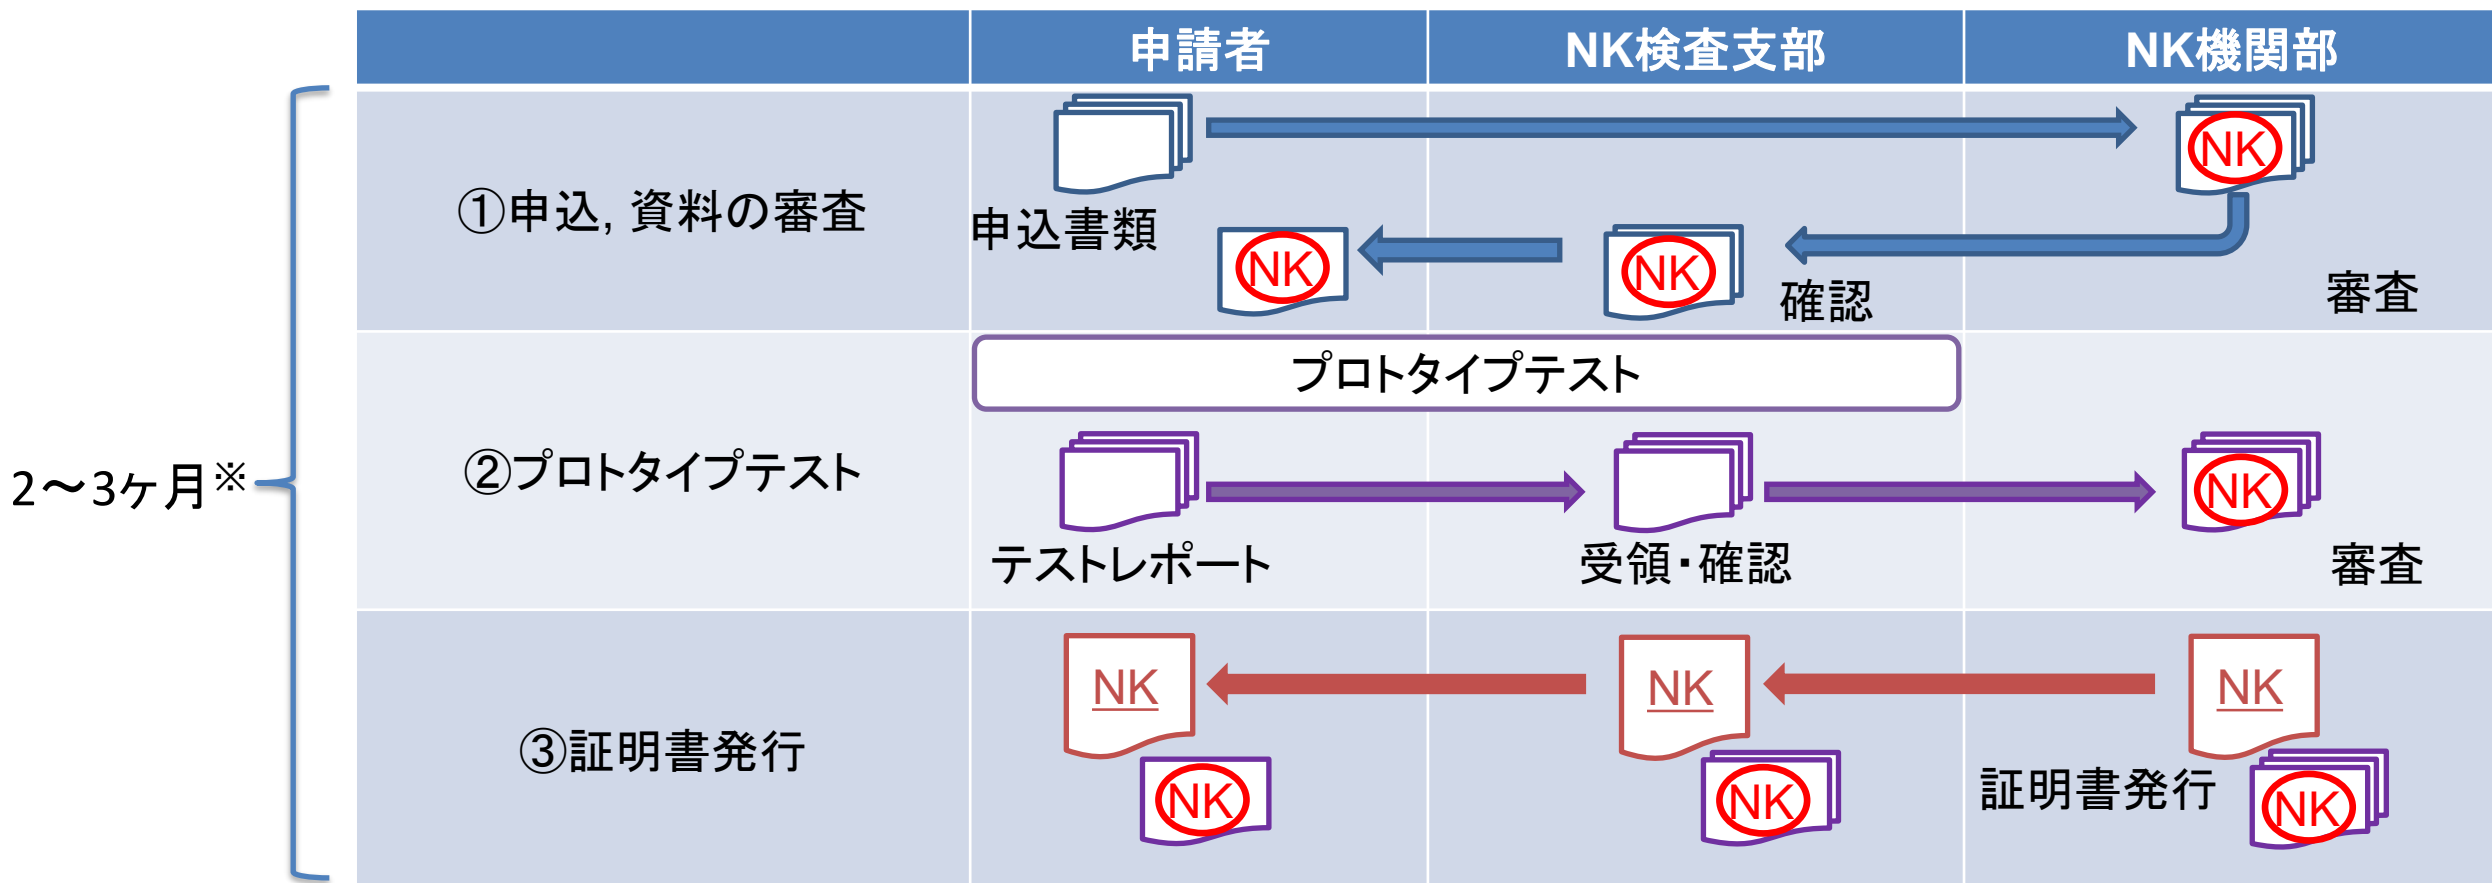 申請者
NK検査支部
NK機関部
①申込, 資料の審査
申込書類
NK
NK
確認
NK
審査
2～3ヶ月※
②プロトタイプテスト
プロトタイプテスト
テストレポート
受領・確認
NK
審査
③証明書発行
NK
NK
NK
NK
NK
証明書発行
NK